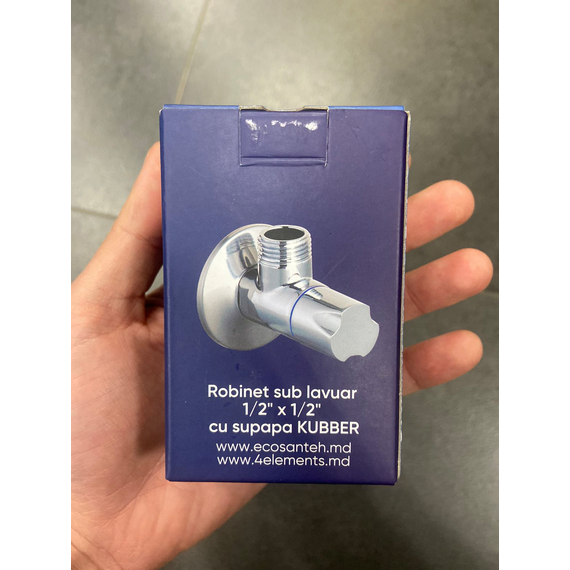 Robinet sub lavuar
1/2" x 1/2"
cu supapa KUBBER
www.ecosanteh.md
www.4elements.md